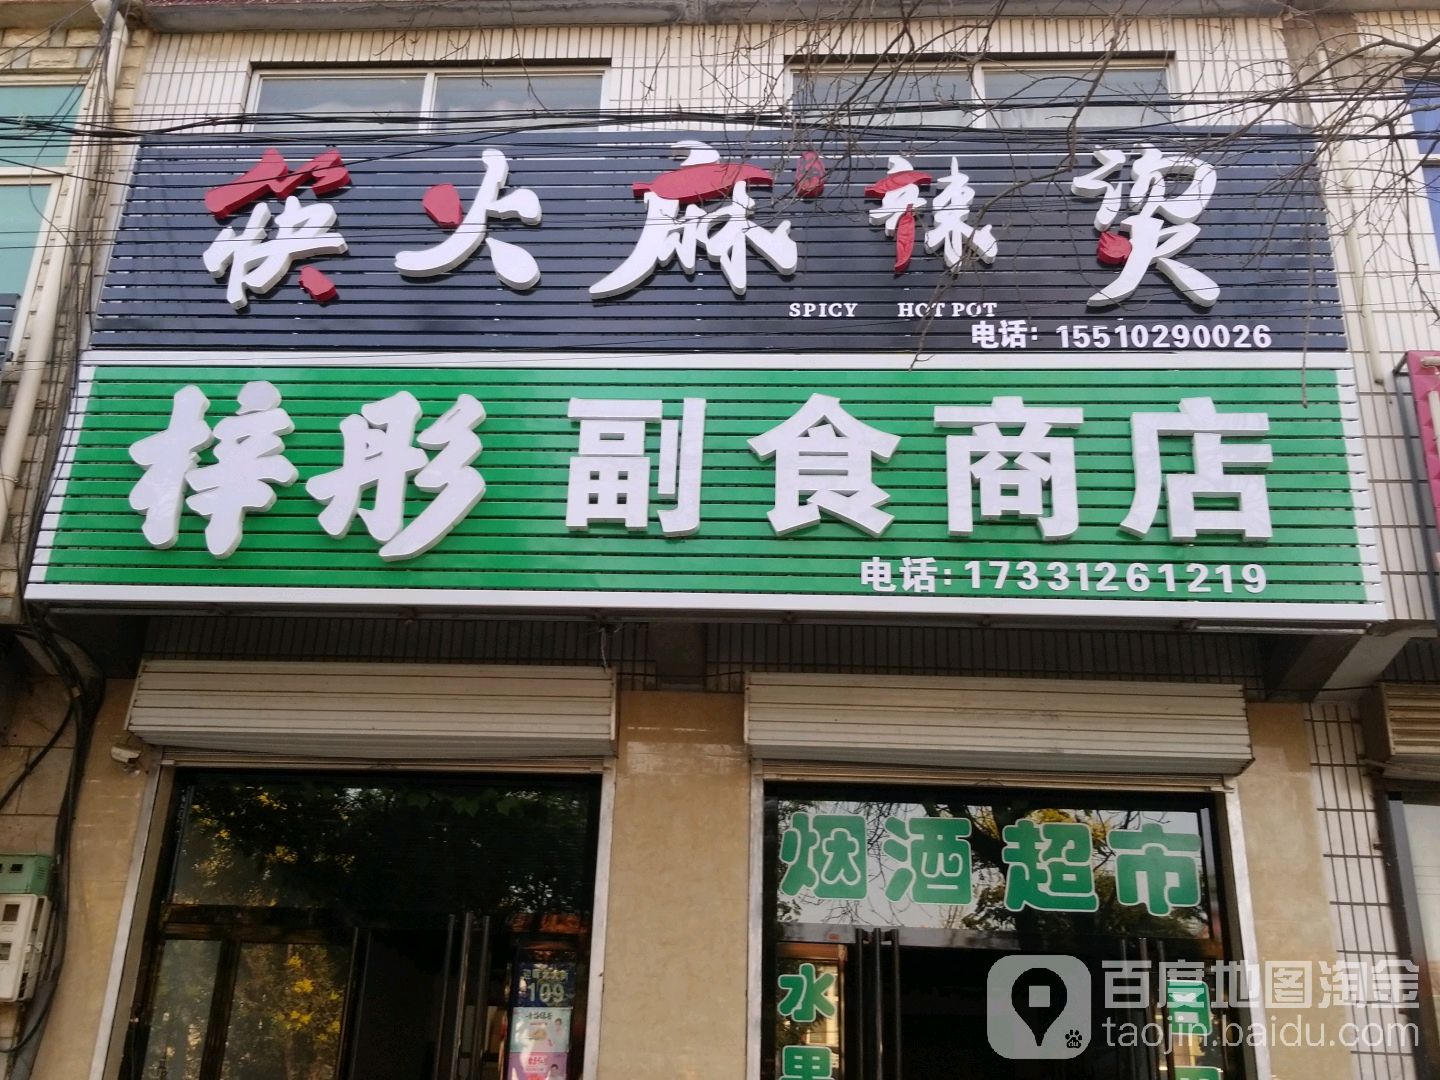 筷火麻辣烫
SPICY HOT POT
电话：15510290026
梓彤副食商店
电话：17331261219
烟酒超市
水果
109
百度地图淘金
taojin.baidu.com